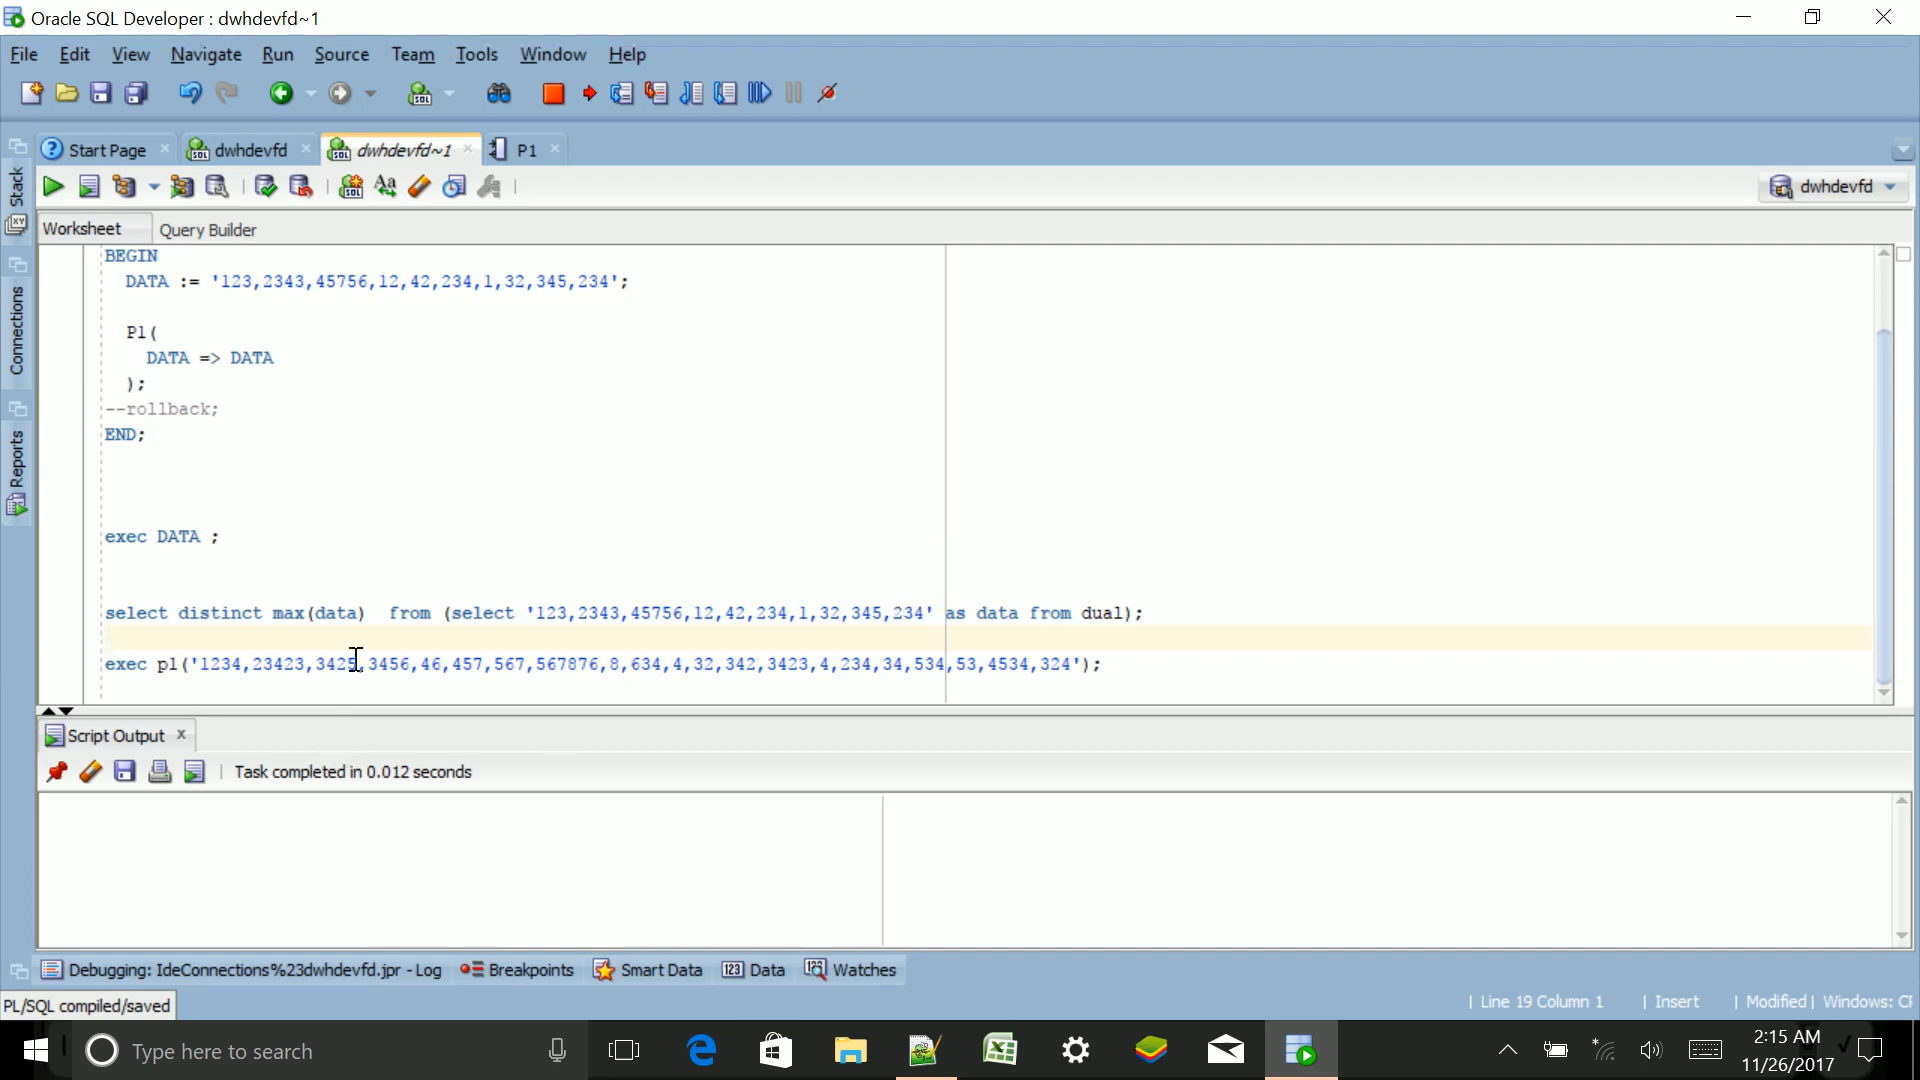 Oracle SQL Developer : dwhdevfd~1
File Edit View Navigate Run Source Team Tools Window Help
Start Page dwhdevfd dwhdevfd~1 P1
dwhdevfd
Worksheet Query Builder
Stack
Connections
Reports
BEGIN
DATA := '123,2343,45756,12,42,234,1,32,345,234';
P1(
DATA => DATA
);
--rollback;
END;
exec DATA ;
select distinct max(data)  from (select '123,2343,45756,12,42,234,1,32,345,234' as data from dual);
exec p1('1234,23423,3425,3456,46,457,567,567876,8,634,4,32,342,3423,4,234,34,534,53,4534,324');
Script Output
Task completed in 0.012 seconds
Debugging: IdeConnections%23dwhdevfd.jpr - Log Breakpoints Smart Data Data Watches
PL/SQL compiled/saved
Line 19 Column 1 | Insert | Modified | Windows:
Type here to search
2:15 AM
11/26/2017